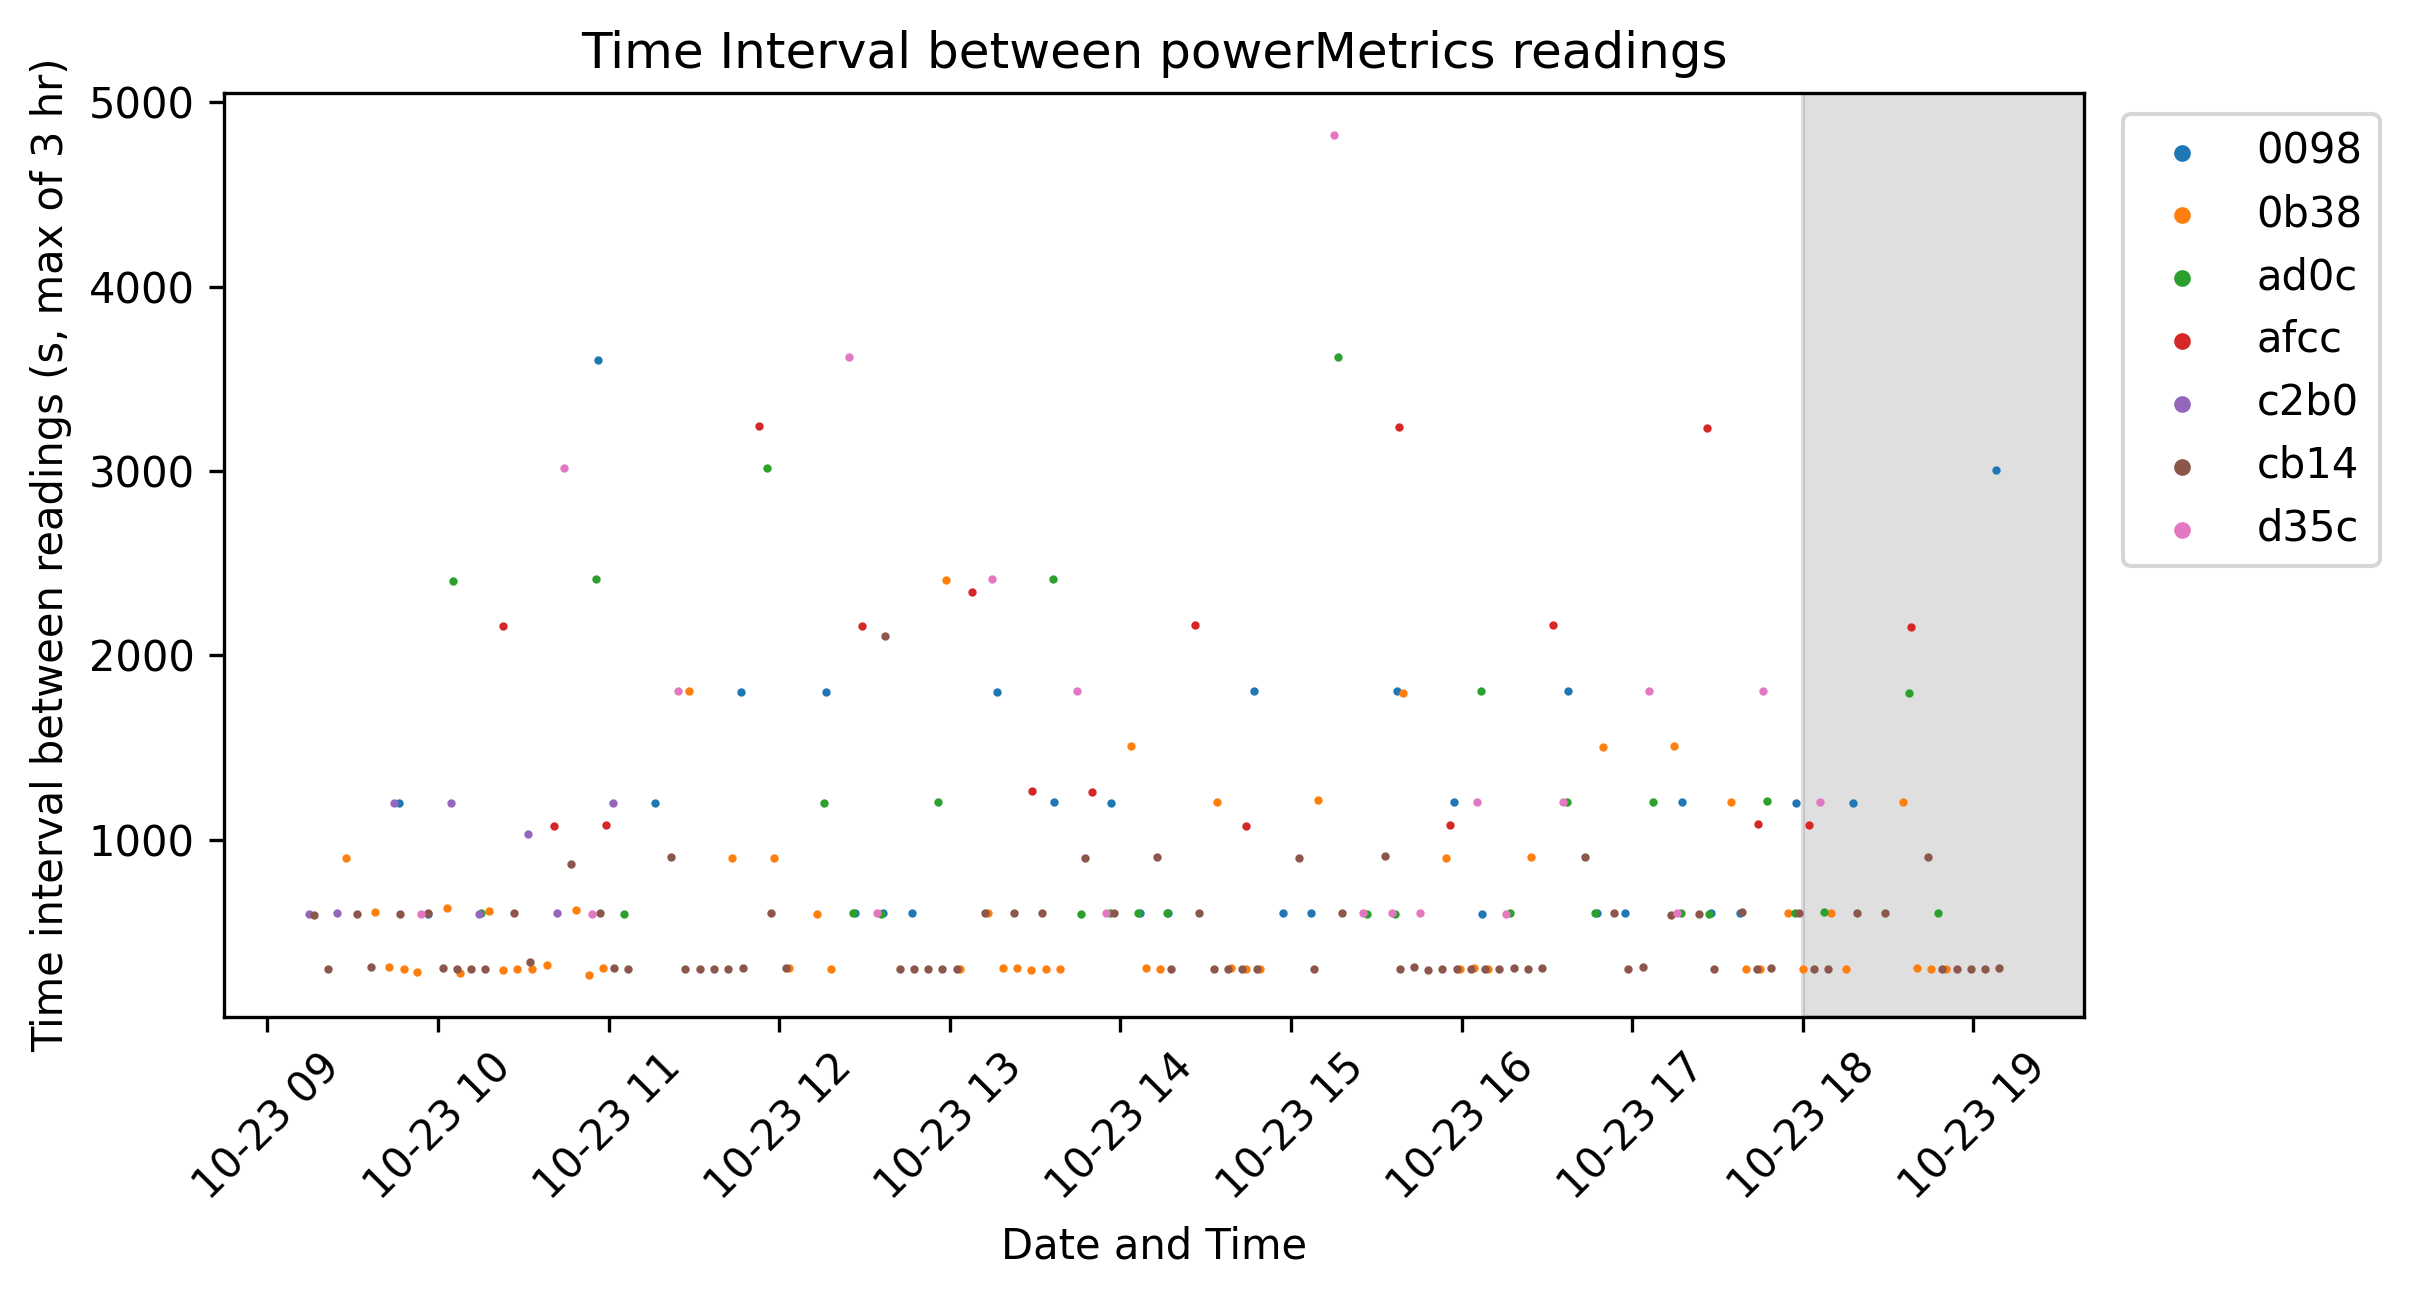 Time Interval between powerMetrics readings
Time interval between readings (s, max of 3 hr)
5000
4000
3000
2000
1000
10-23 09
10-23 10
10-23 11
10-23 12
10-23 13
10-23 14
10-23 15
10-23 16
10-23 17
10-23 18
10-23 19
Date and Time
0098
0b38
ad0c
afcc
c2b0
cb14
d35c